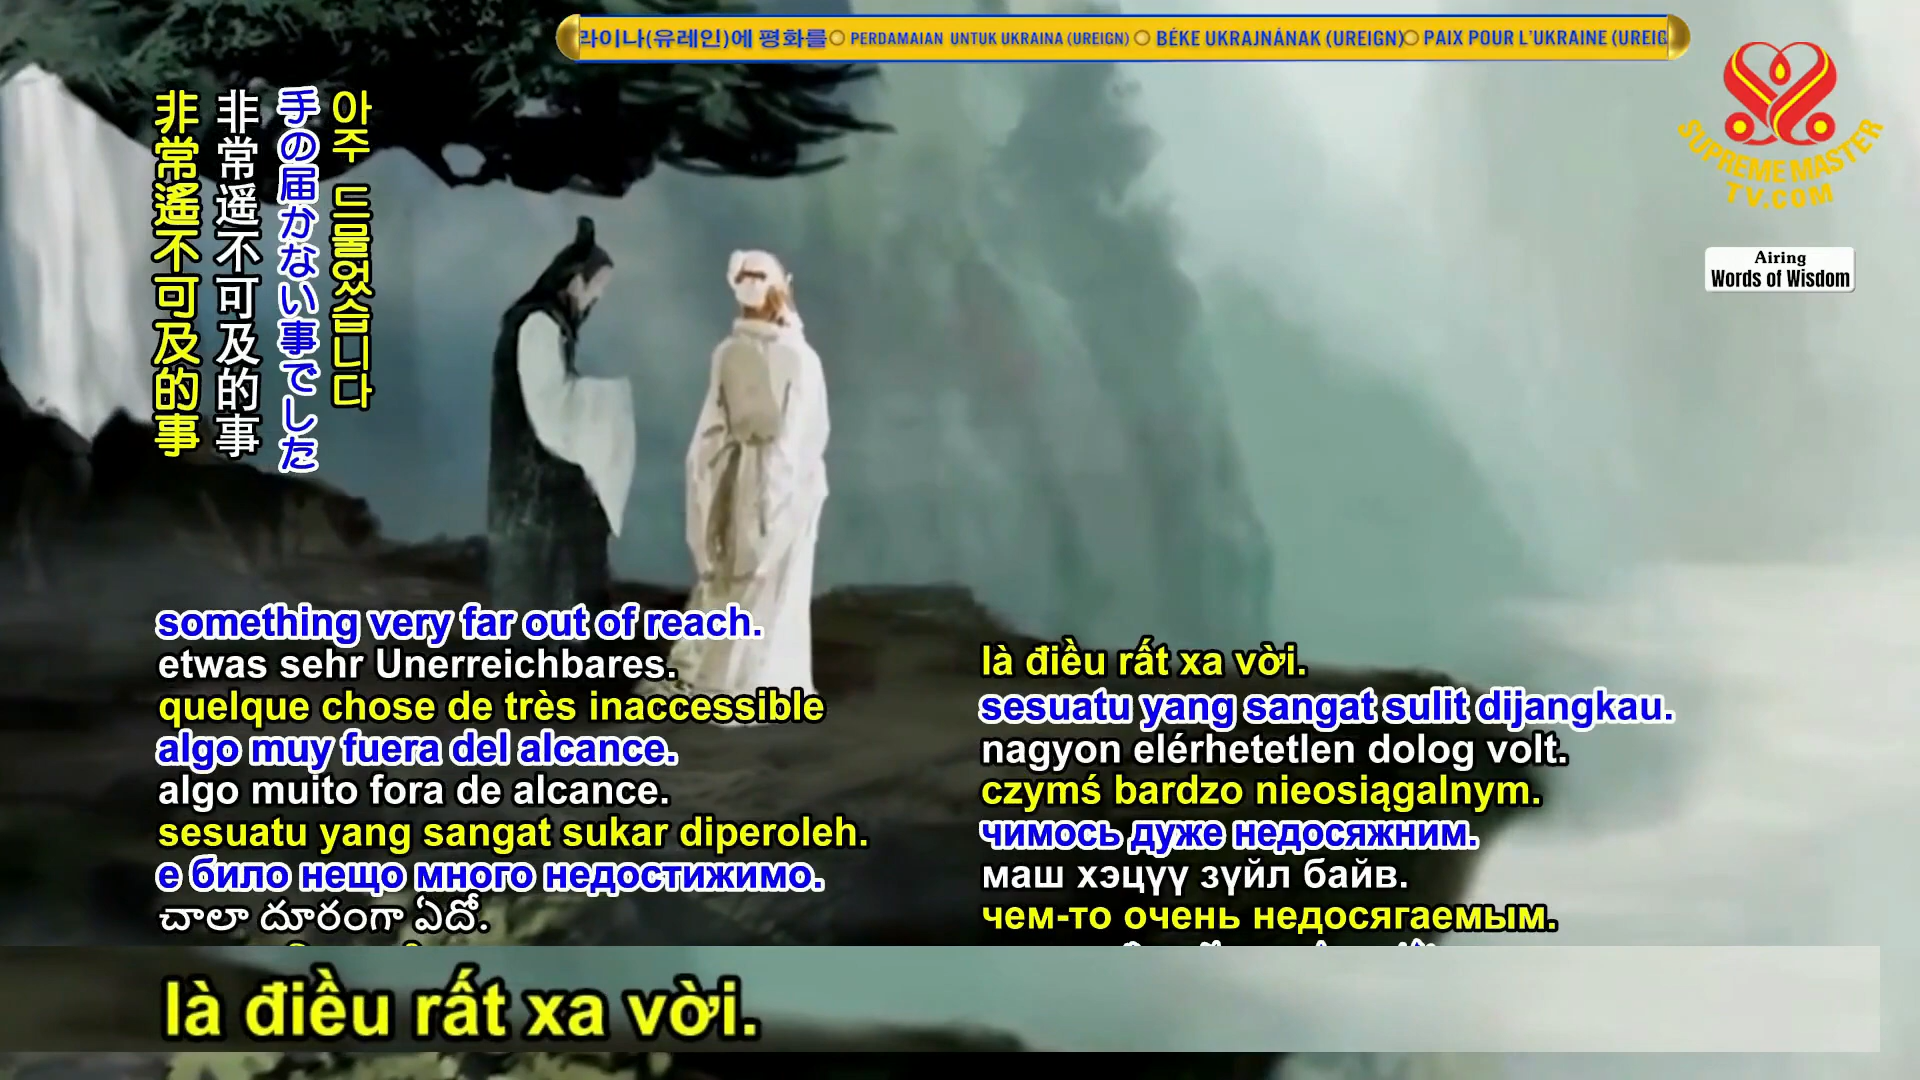 라이나(유레인)에 평화를 PERDAMAIAN UNTUK UKRAINA (UREIGN) BÉKE UKRAJNÁNAK (UREIGN) PAIX POUR L'UKRAINE (UREIG
SUPREME MASTER
TV.COM
Airing
Words of Wisdom
아주 드물었습니다
手の届かない事でした
非常遥不可及的事
非常遙不可及的事
something very far out of reach.
etwas sehr Unerreichbares.
quelque chose de très inaccessible
algo muy fuera del alcance.
algo muito fora de alcance.
sesuatu yang sangat sukar diperoleh.
е било нещо много недостижимо.
చాలా దూరంగా ఏదో.
là điều rất xa vời.
sesuatu yang sangat sulit dijangkau.
nagyon elérhetetlen dolog volt.
czymś bardzo nieosiągalnym.
чимось дуже недосяжним.
маш хэцүү зүйл байв.
чем-то очень недосягаемым.
là điều rất xa vời.